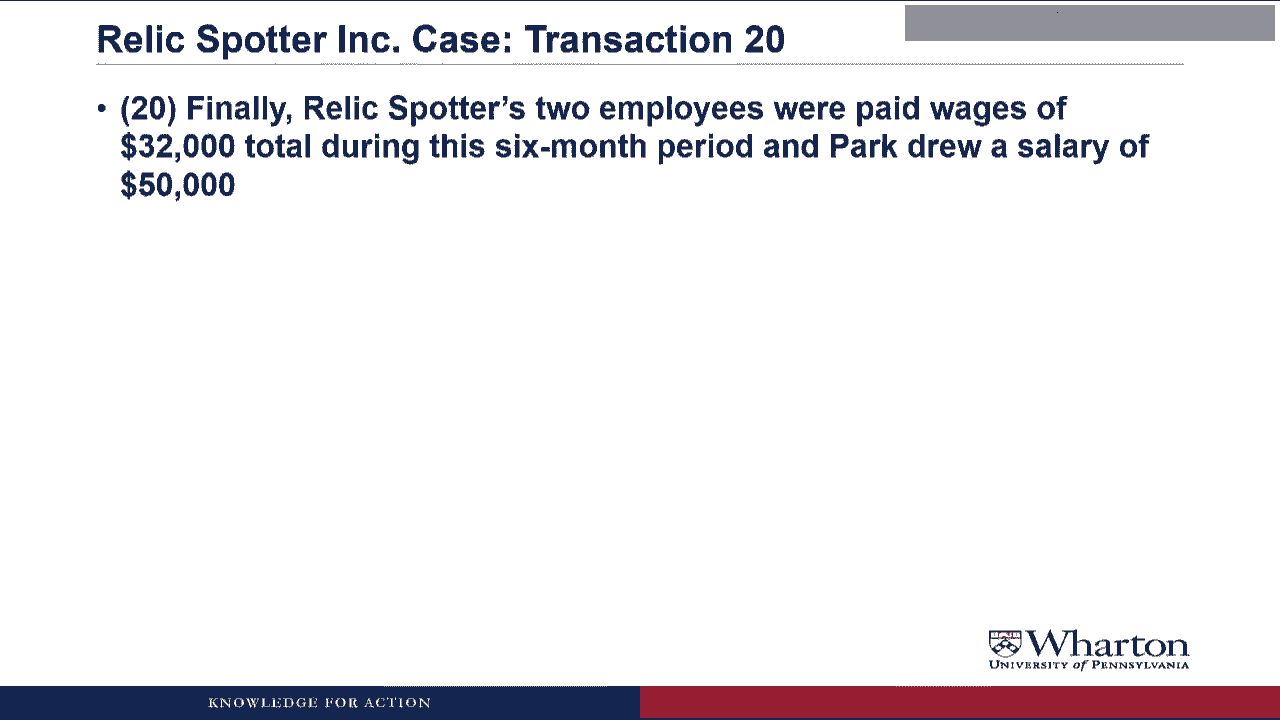 Relic Spotter Inc. Case: Transaction 20
• (20) Finally, Relic Spotter’s two employees were paid wages of
$32,000 total during this six-month period and Park drew a salary of
$50,000
Wharton
UNIVERSITY of PENNSYLVANIA
KNOWLEDGE FOR ACTION